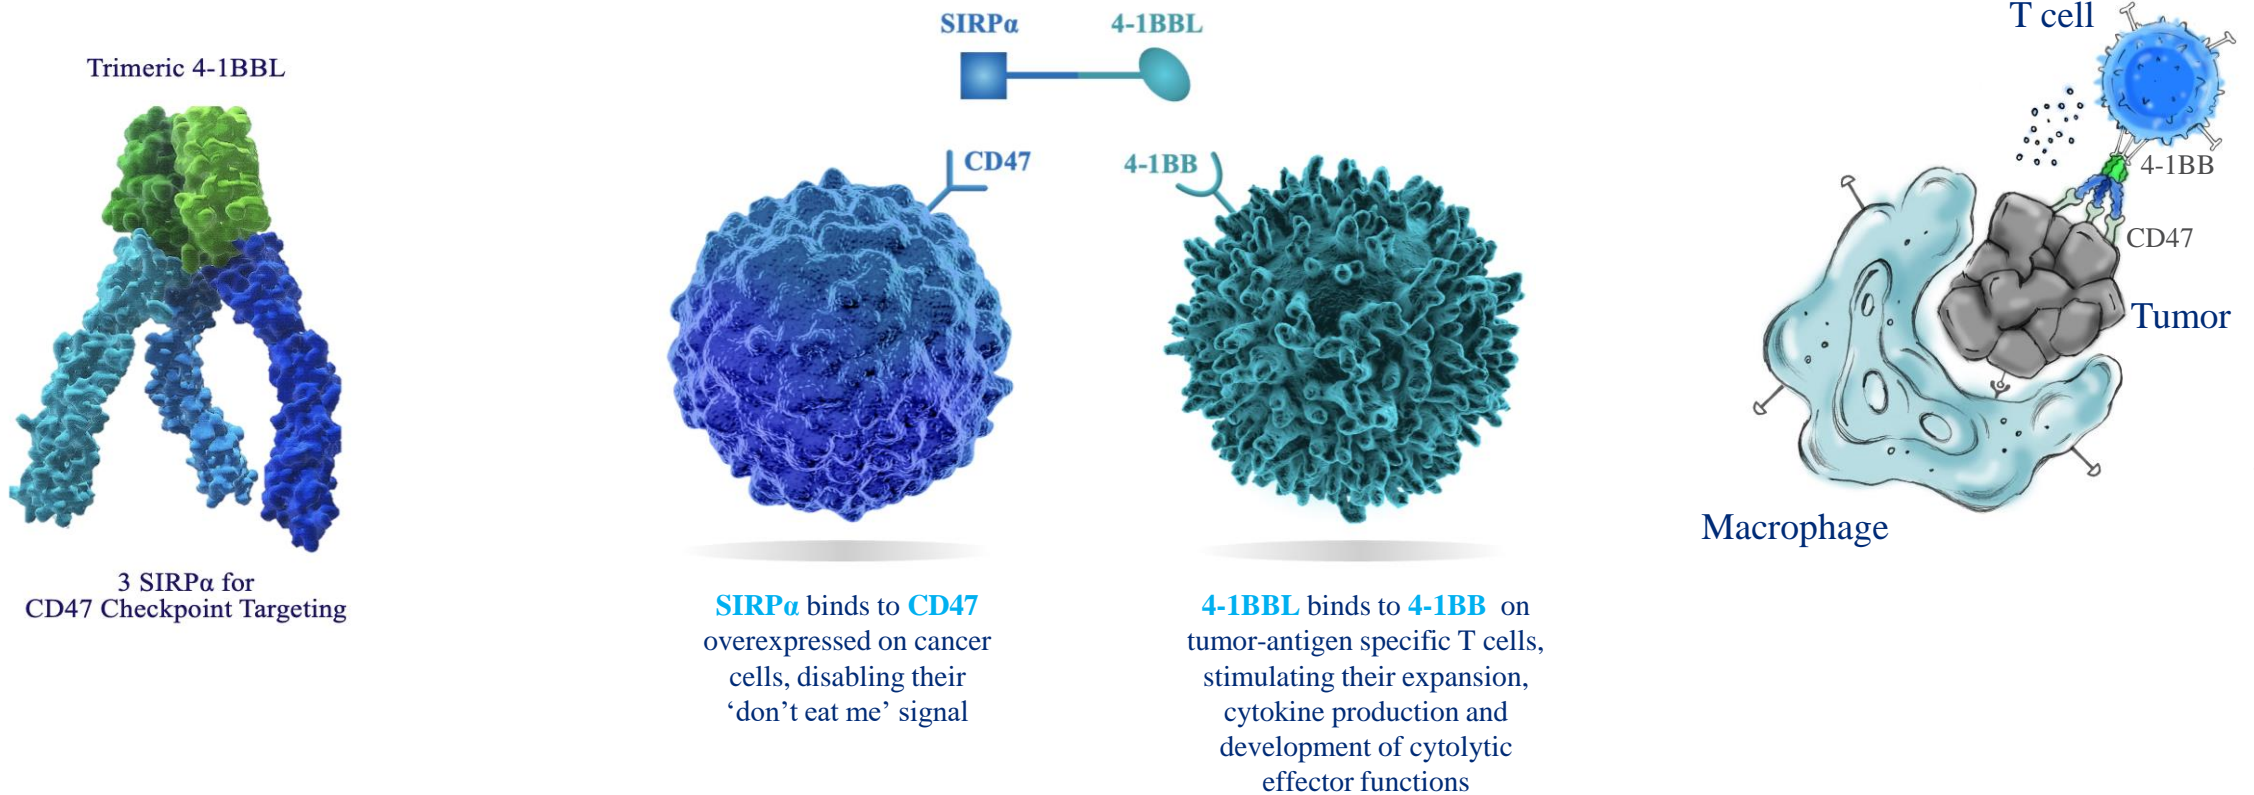 Trimeric 4-1BBL
3 SIRPα for
CD47 Checkpoint Targeting
SIRPα
4-1BBL
CD47
4-1BB
SIRPα binds to CD47
overexpressed on cancer
cells, disabling their
‘don’t eat me’ signal
4-1BBL binds to 4-1BB on
tumor-antigen specific T cells,
stimulating their expansion,
cytokine production and
development of cytolytic
effector functions
T cell
4-1BB
CD47
Tumor
Macrophage